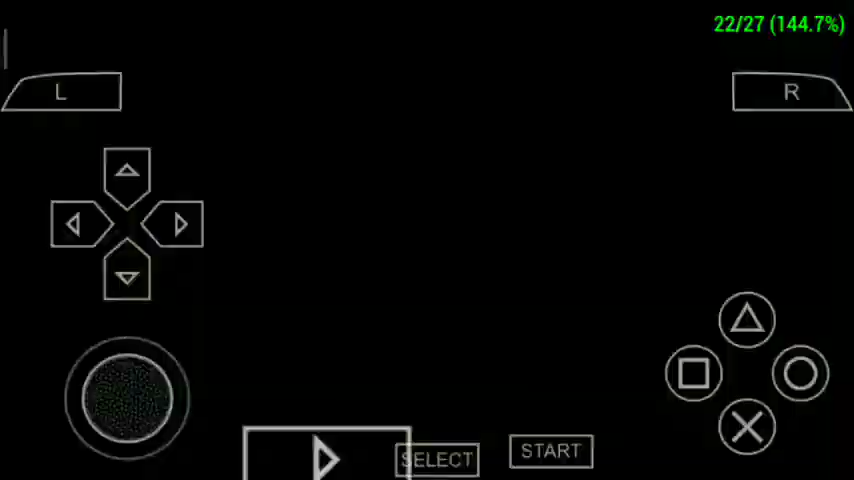 22/27 (144.7%)
L
R
SELECT
START